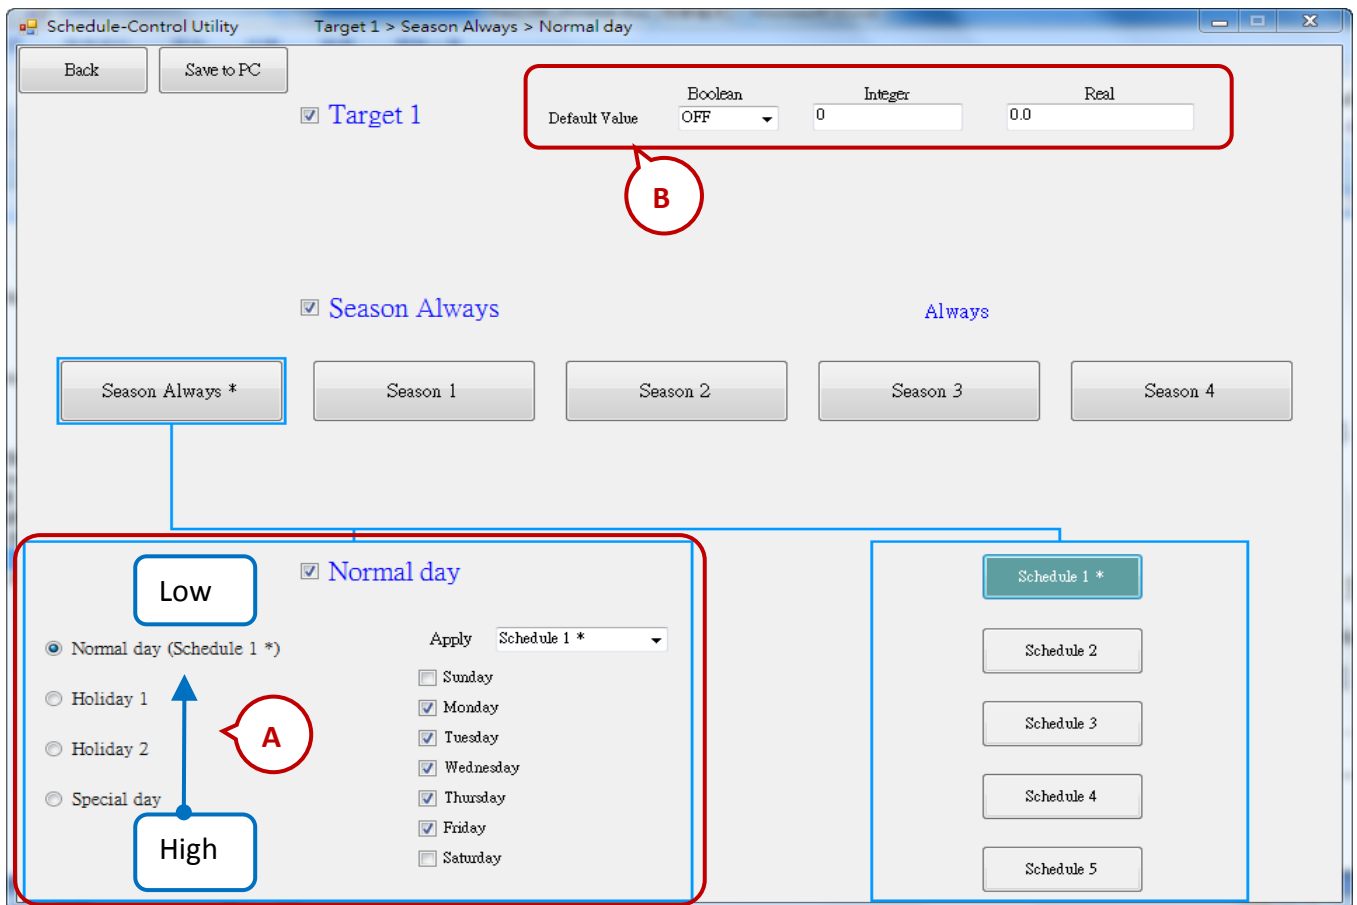 Schedule-Control Utility Target 1 > Season Always > Normal day
Back Save to PC
Boolean Integer Real
Target 1 Default Value OFF 0 0.0
B
Season Always Always
Season Always * Season 1 Season 2 Season 3 Season 4
Normal day
Low
Normal day (Schedule 1 *)
Holiday 1
Holiday 2
Special day
A
High
Apply Schedule 1 *
Sunday
Monday
Tuesday
Wednesday
Thursday
Friday
Saturday
Schedule 1 *
Schedule 2
Schedule 3
Schedule 4
Schedule 5